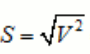 S = √V²